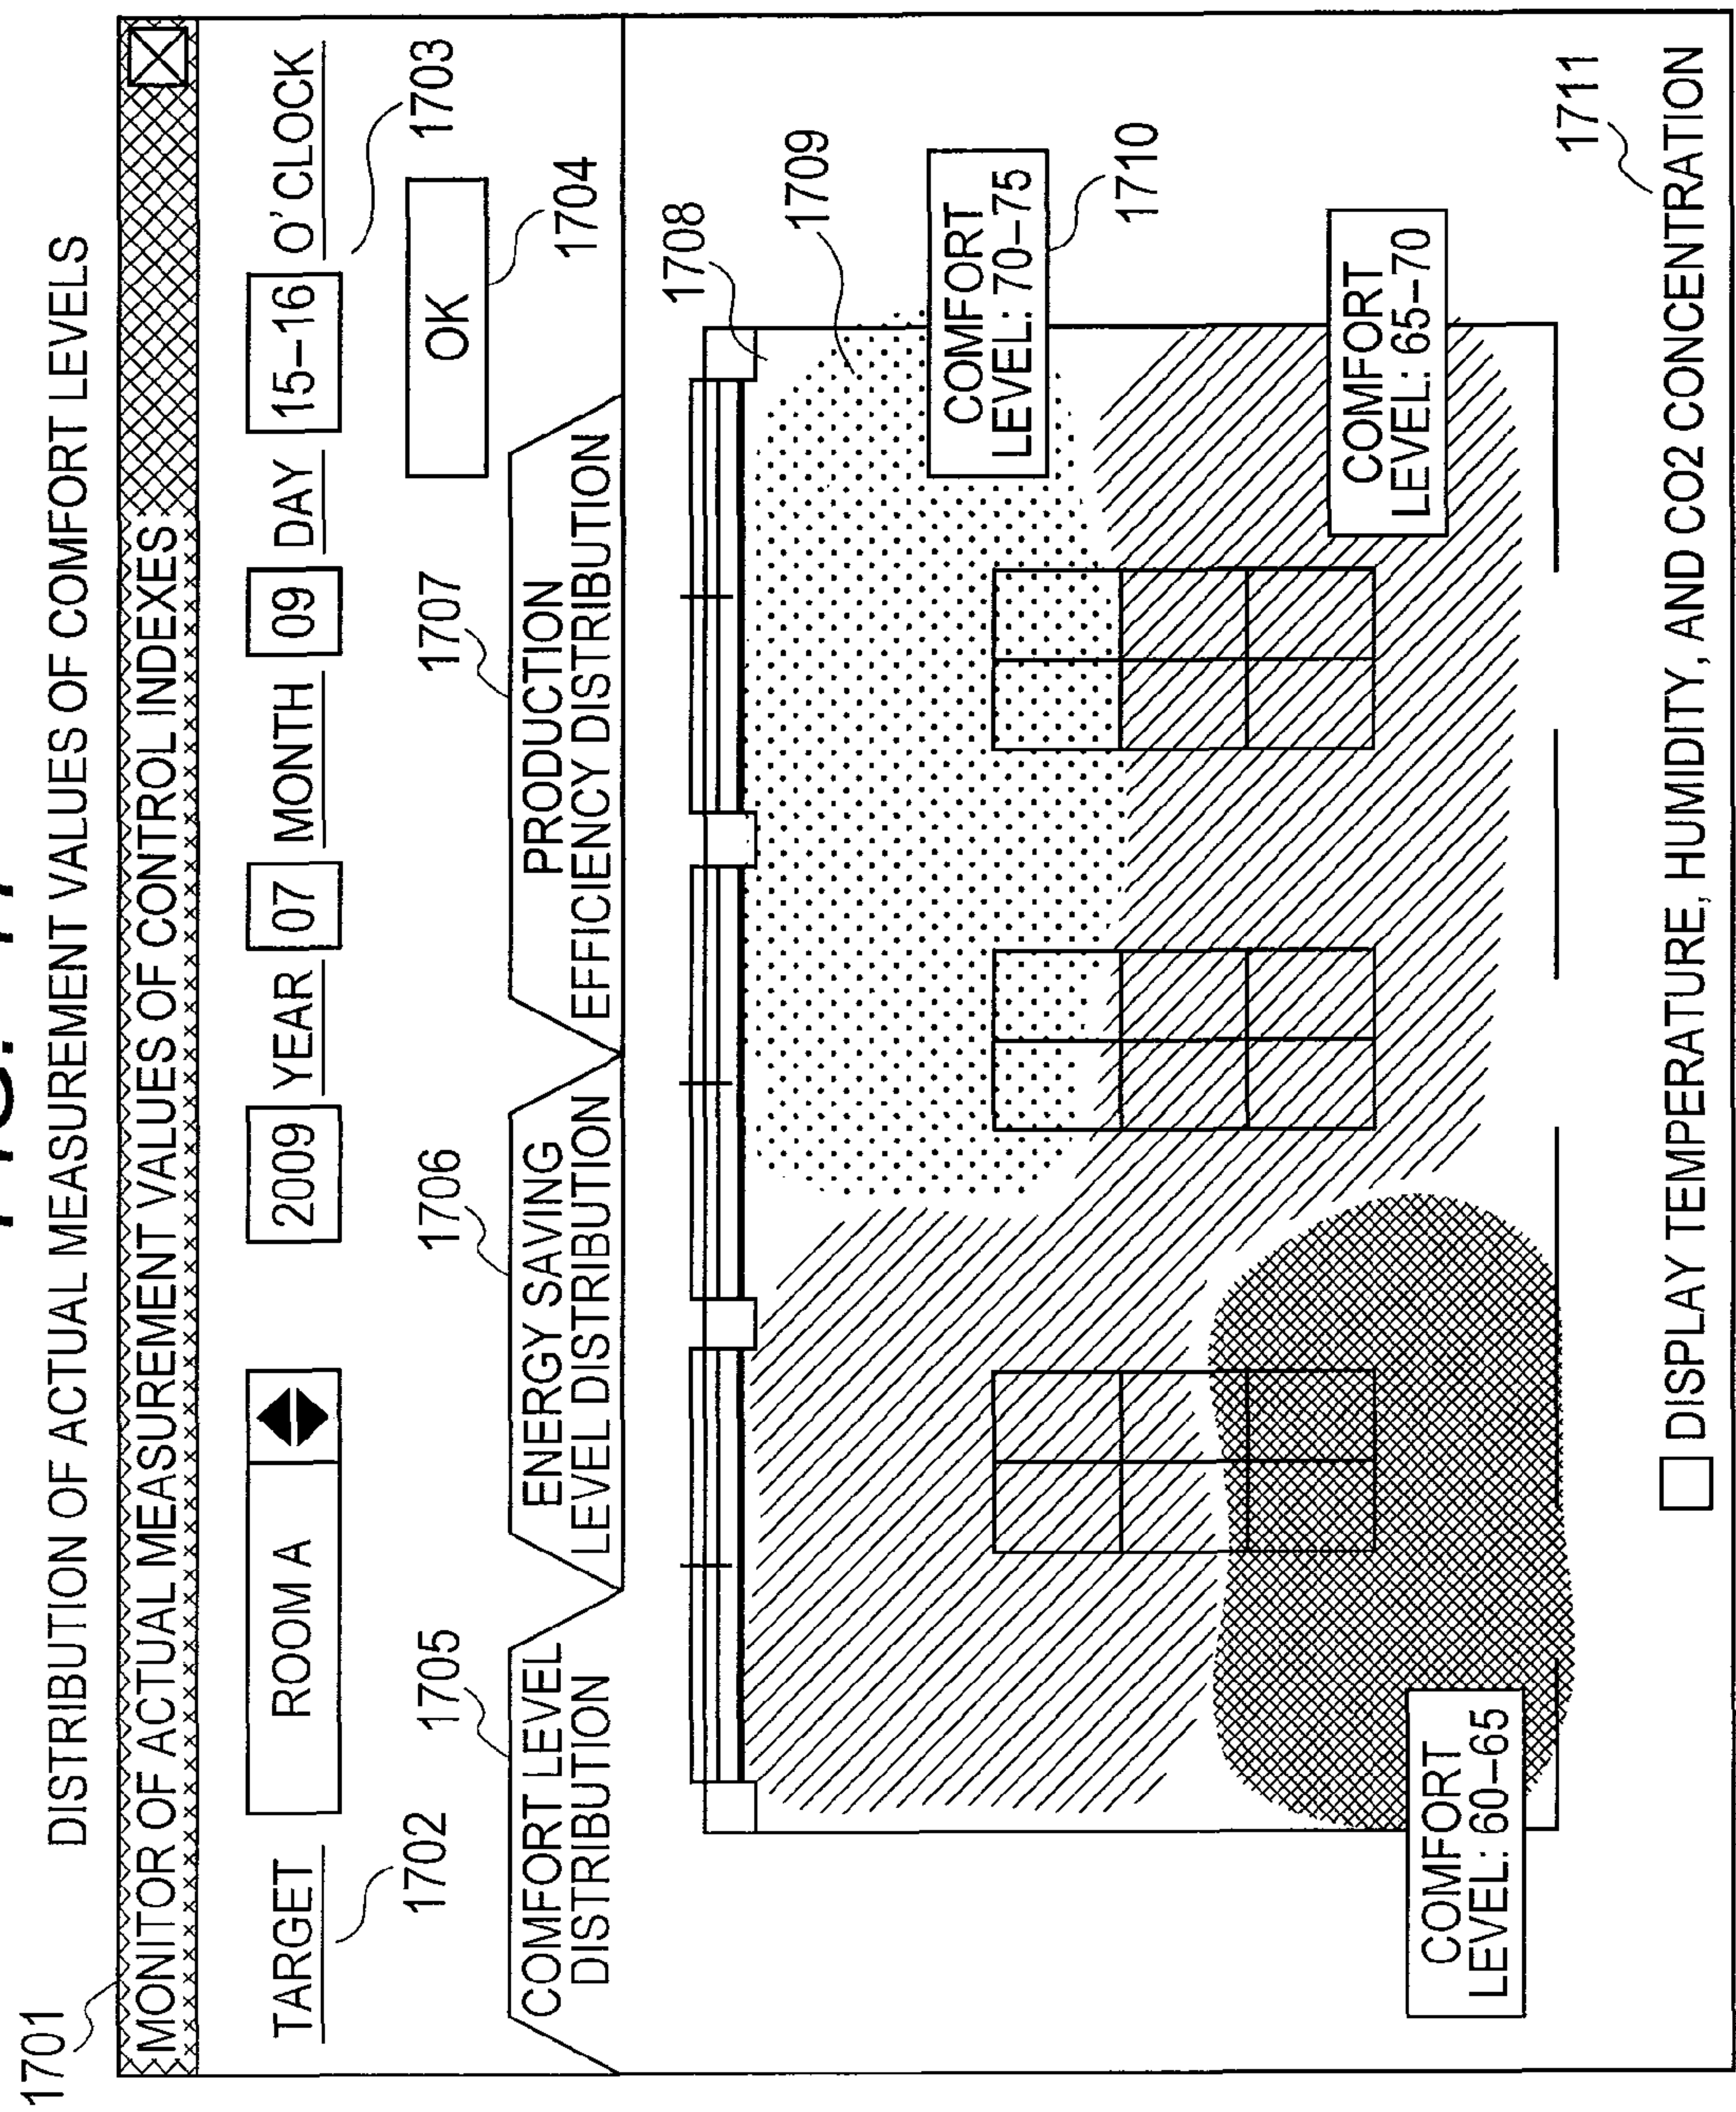 DISTRIBUTION OF ACTUAL MEASUREMENT VALUES OF COMFORT LEVELS
1701
MONITOR OF ACTUAL MEASUREMENT VALUES OF CONTROL INDEXES
TARGET ROOM A 2009 YEAR 07 MONTH 09 DAY 15–16 O'CLOCK
1702
1703
OK
1704
1705
1706
1707
COMFORT LEVEL
DISTRIBUTION
ENERGY SAVING
LEVEL DISTRIBUTION
PRODUCTION
EFFICIENCY DISTRIBUTION
1708
1709
COMFORT
LEVEL: 70–75
1710
COMFORT
LEVEL: 65–70
COMFORT
LEVEL: 60–65
1711
DISPLAY TEMPERATURE, HUMIDITY, AND CO2 CONCENTRATION